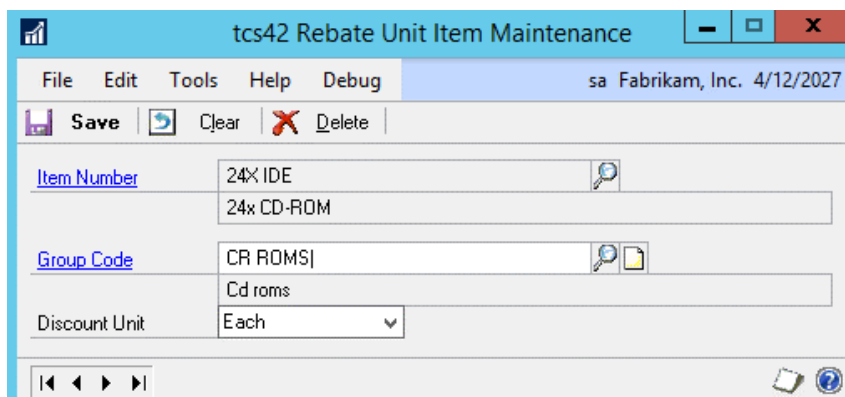 tcs42 Rebate Unit Item Maintenance
File Edit Tools Help Debug sa Fabrikam, Inc. 4/12/2027
Save Clear Delete
Item Number 24X IDE
24x CD-ROM
Group Code CR ROMS
Cd roms
Discount Unit Each